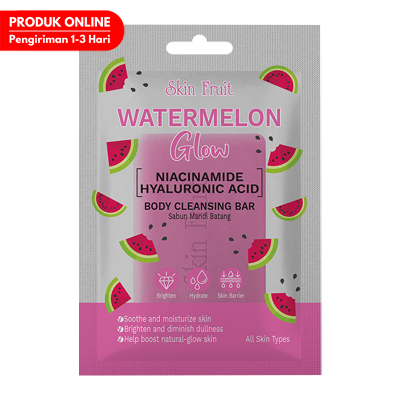 PRODUK ONLINE
Pengiriman 1-3 Hari
Skin Fruit
WATERMELON
Glow
NIACINAMIDE
HYALURONIC ACID
BODY CLEANSING BAR
Sabun Mandi Batang
Skin Fruit
Brighten Hydrate Skin Barrier
Soothe and moisturize skin
Brighten and diminish dullness
Help boost natural-glow skin
All Skin Types